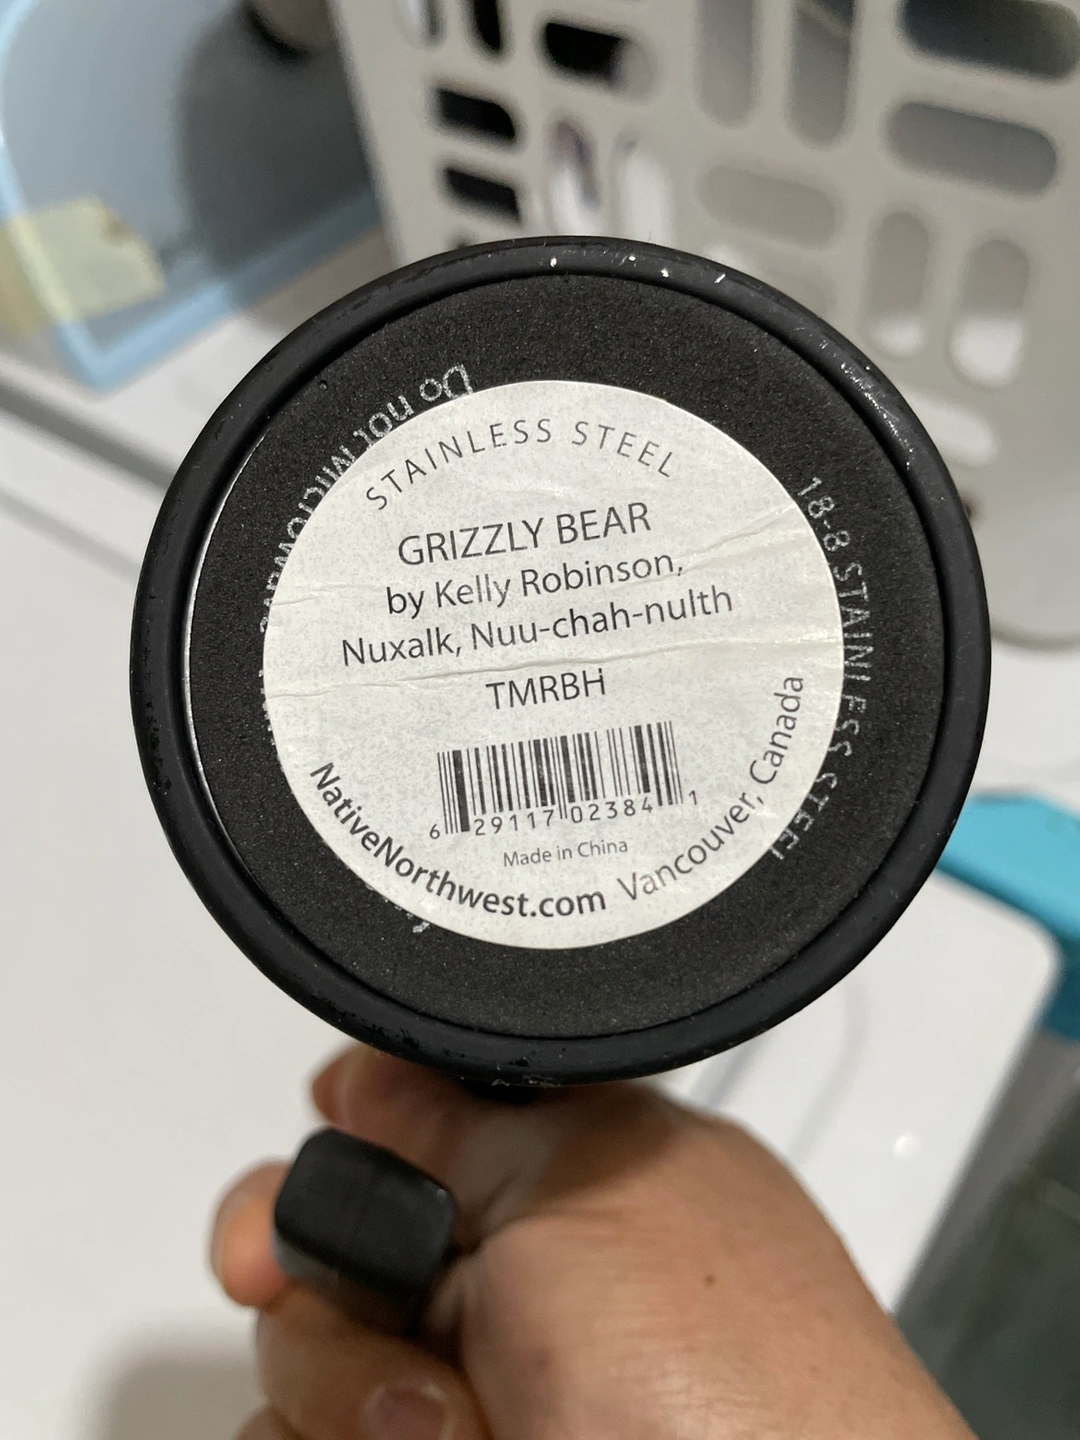 STAINLESS STEEL
GRIZZLY BEAR
by Kelly Robinson,
Nuxalk, Nuu-chah-nulth
TMRBH
6 29117 02384 1
Made in China
NativeNorthwest.com Vancouver, Canada
Do not Microwave
18-8 STAINLESS STEEL